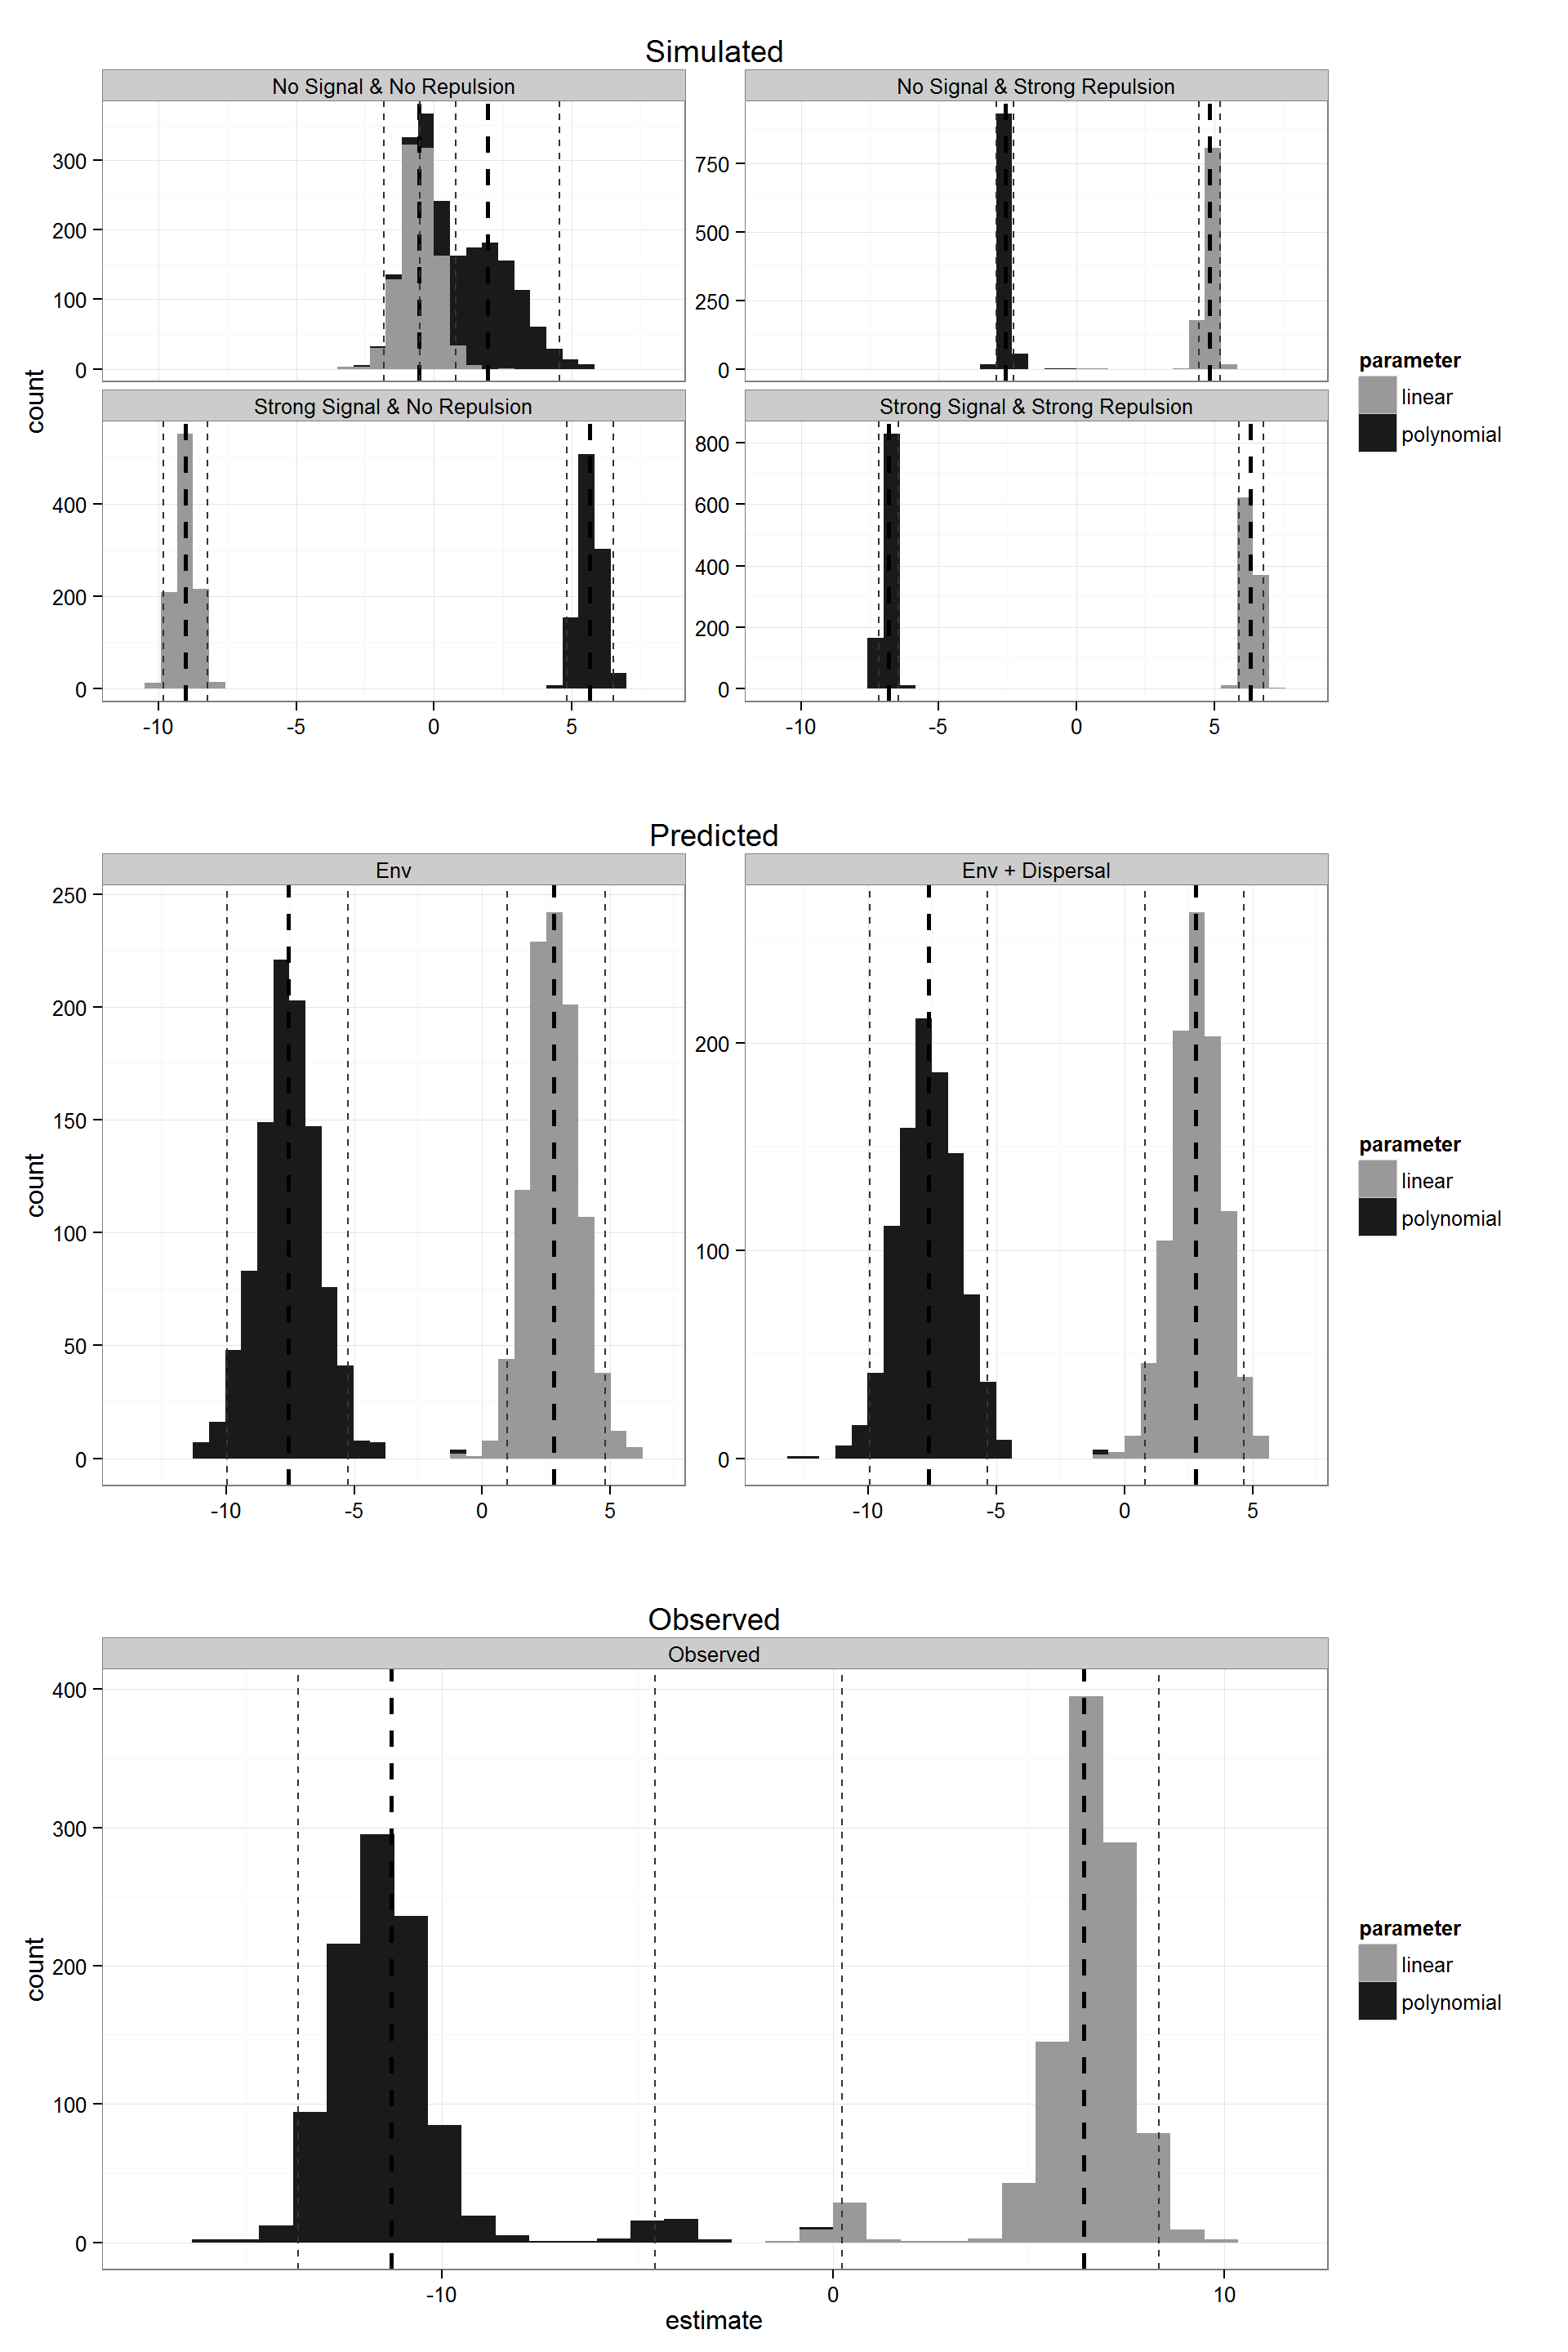 Simulated
No Signal & No Repulsion
No Signal & Strong Repulsion
300
200
100
0
750
500
250
0
Strong Signal & No Repulsion
Strong Signal & Strong Repulsion
400
200
0
800
600
400
200
0
-10 -5 0 5
-10 -5 0 5
count
parameter
linear
polynomial
Predicted
Env
Env + Dispersal
250
200
150
100
50
0
200
100
0
-10 -5 0 5
-10 -5 0 5
count
parameter
linear
polynomial
Observed
Observed
400
300
200
100
0
-10 0 10
count
estimate
parameter
linear
polynomial